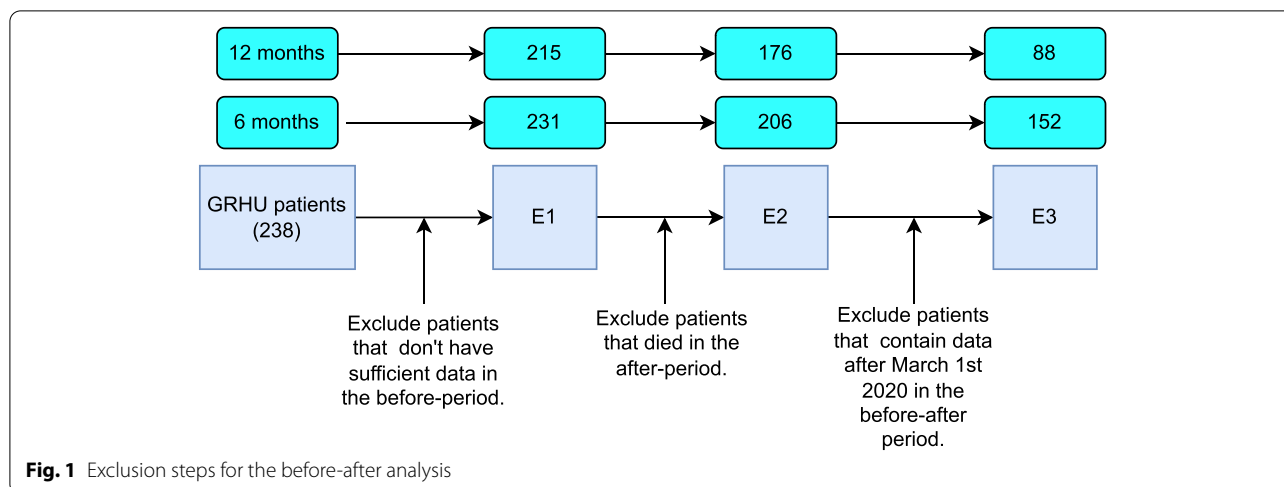 12 months
215
176
88
6 months
231
206
152
GRHU patients
(238)
E1
E2
E3
Exclude patients
that don't have
sufficient data in
the before-period.
Exclude patients
that died in the
after-period.
Exclude patients
that contain data
after March 1st
2020 in the
before-after
period.
Fig. 1 Exclusion steps for the before-after analysis